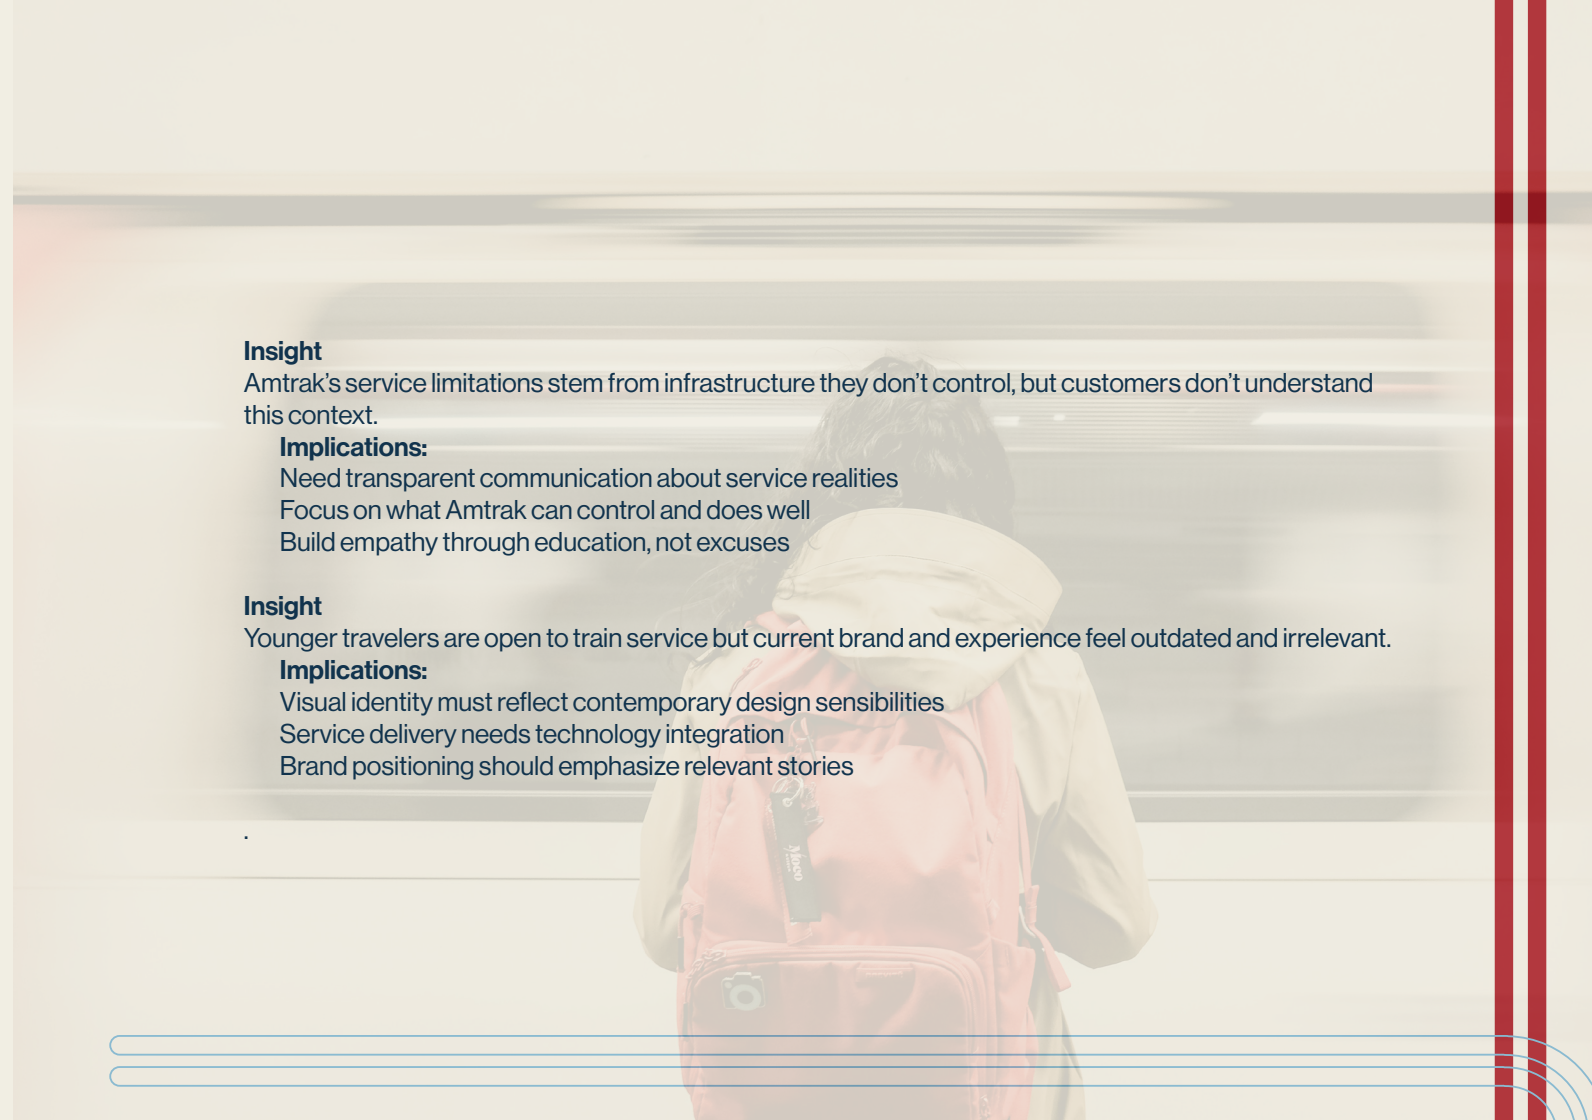 Insight
Amtrak’s service limitations stem from infrastructure they don’t control, but customers don’t understand
this context.
Implications:
Need transparent communication about service realities
Focus on what Amtrak can control and does well
Build empathy through education, not excuses
Insight
Younger travelers are open to train service but current brand and experience feel outdated and irrelevant.
Implications:
Visual identity must reflect contemporary design sensibilities
Service delivery needs technology integration
Brand positioning should emphasize relevant stories
.
Moco